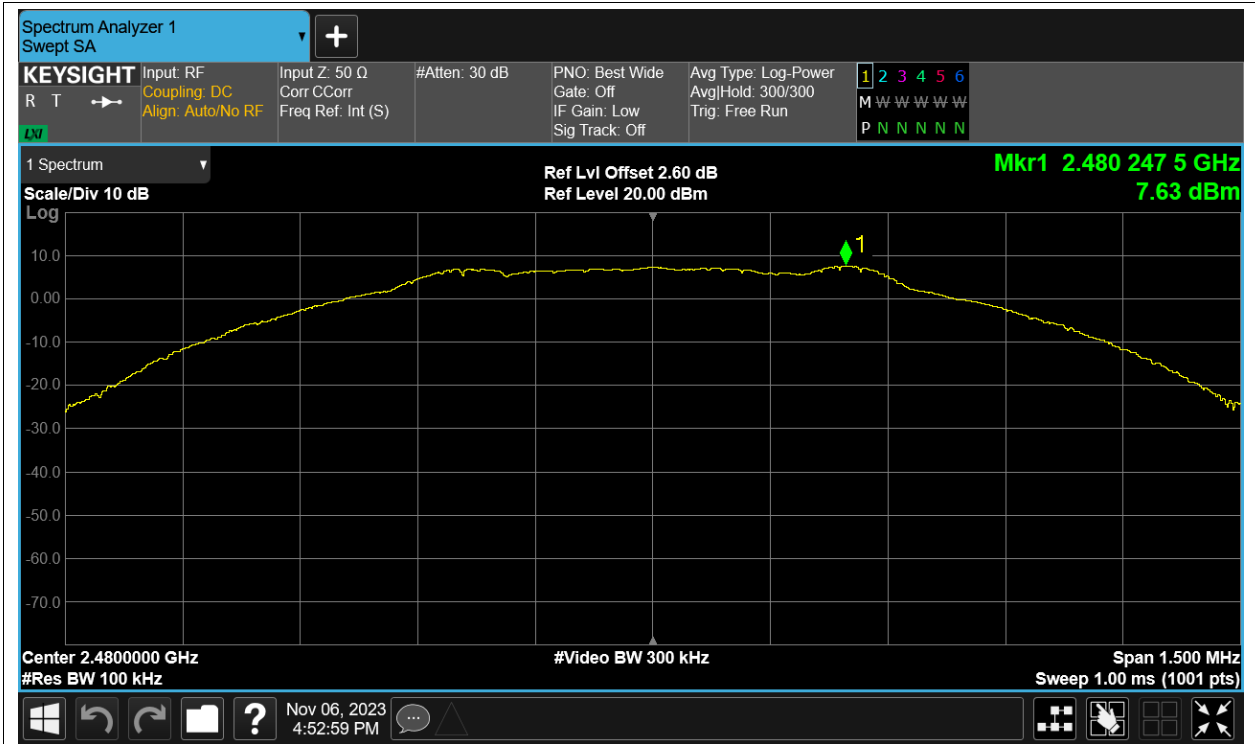 Spectrum Analyzer 1
Swept SA
KEYSIGHT
R T
LXI
Input: RF
Coupling: DC
Align: Auto/No RF
Input Z: 50 Ω
Corr CCorr
Freq Ref: Int (S)
#Atten: 30 dB
PNO: Best Wide
Gate: Off
IF Gain: Low
Sig Track: Off
Avg Type: Log-Power
Avg|Hold: 300/300
Trig: Free Run
1 2 3 4 5 6
M W W W W W
P N N N N N
1 Spectrum
Scale/Div 10 dB
Log
Ref Lvl Offset 2.60 dB
Ref Level 20.00 dBm
Mkr1 2.480 247 5 GHz
7.63 dBm
1
10.0
0.00
-10.0
-20.0
-30.0
-40.0
-50.0
-60.0
-70.0
Center 2.4800000 GHz
#Res BW 100 kHz
#Video BW 300 kHz
Span 1.500 MHz
Sweep 1.00 ms (1001 pts)
?
Nov 06, 2023
4:52:59 PM